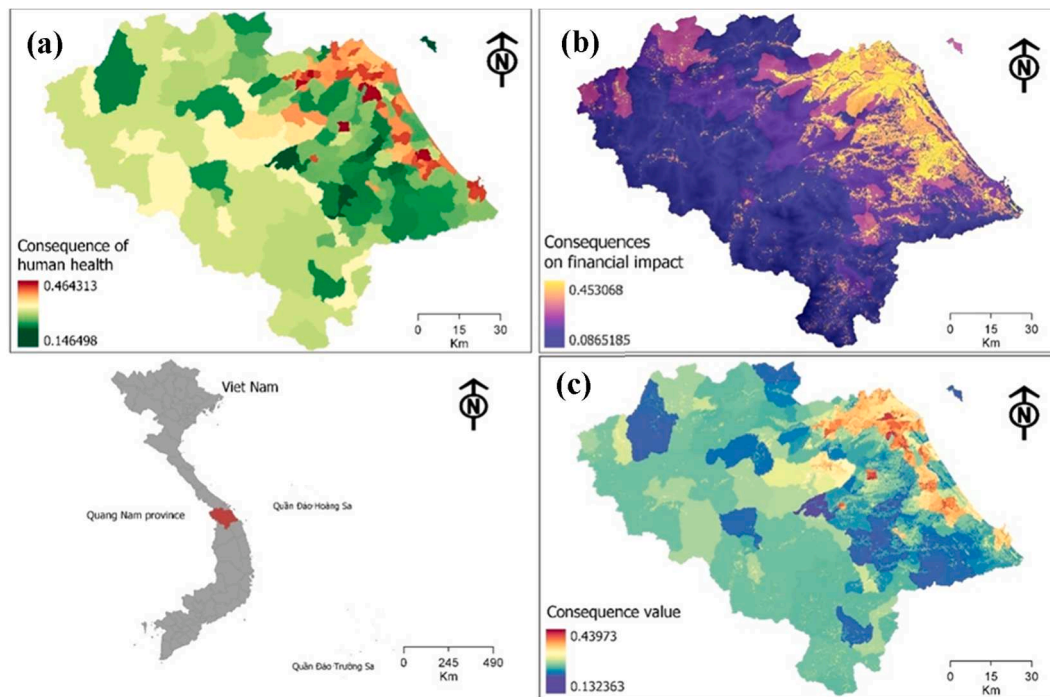 (a)
N
Consequence of
human health
0.464313
0.146498
0 15 30
Km
(b)
N
Consequences
on financial impact
0.453068
0.0865185
0 15 30
Km
Viet Nam
N
Quang Nam province
Quần Đảo Hoàng Sa
Quần Đảo Trường Sa
0 245 490
Km
(c)
N
Consequence value
0.43973
0.132363
0 15 30
Km